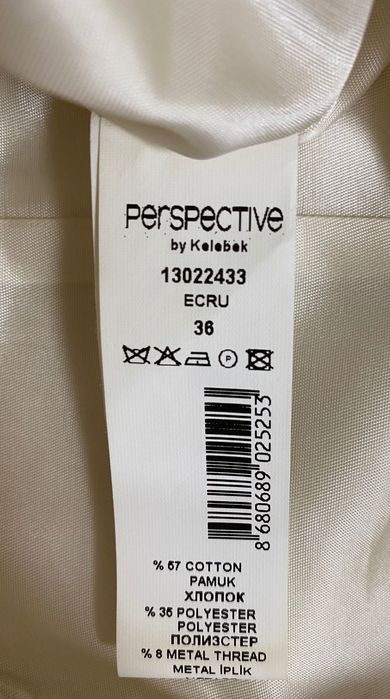 PERSPECTIVE
by Kelebek
13022433
ECRU
36
P
8 680689 025253
% 57 COTTON
PAMUK
ХЛОПОК
% 35 POLYESTER
POLYESTER
ПОЛИЭСТЕР
% 8 METAL THREAD
METAL İPLİK